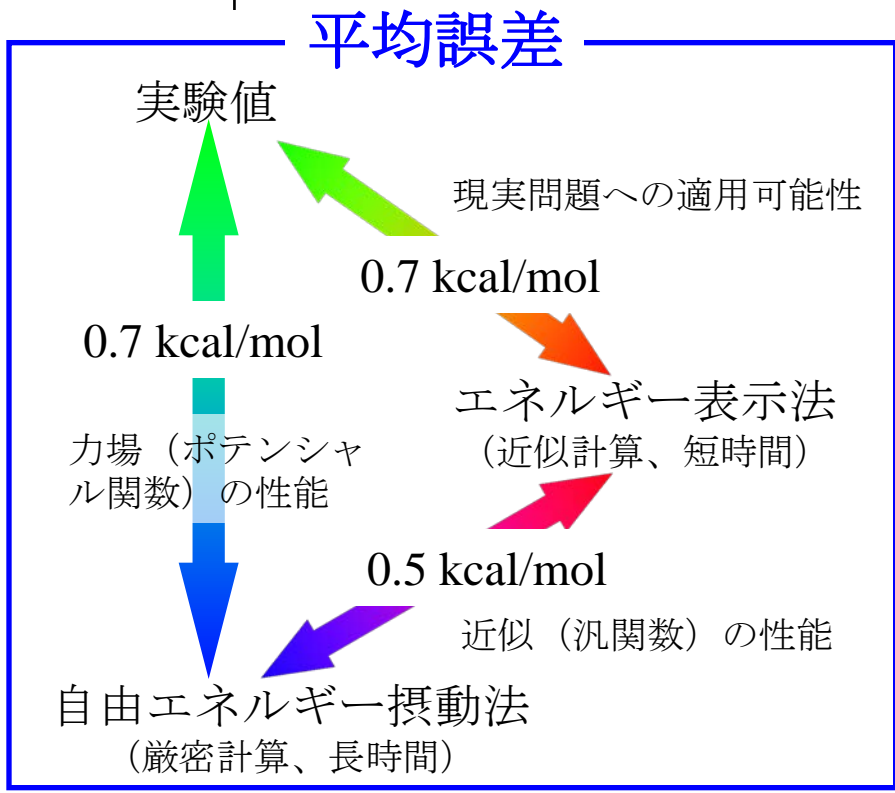 平均誤差
実験値
現実問題への適用可能性
0.7 kcal/mol
0.7 kcal/mol
エネルギー表示法
（近似計算、短時間）
力場（ポテンシャ
ル関数）の性能
0.5 kcal/mol
近似（汎関数）の性能
自由エネルギー摂動法
（厳密計算、長時間）